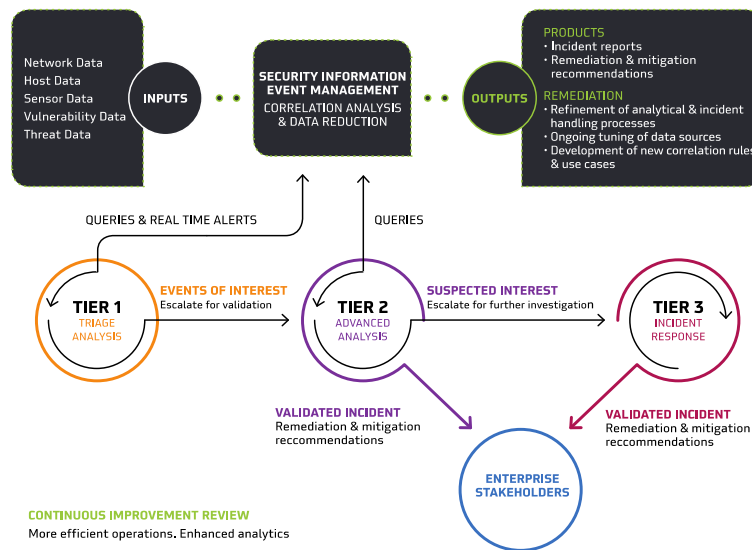 Network Data
Host Data
Sensor Data
Vulnerability Data
Threat Data
INPUTS
SECURITY INFORMATION
EVENT MANAGEMENT
CORRELATION ANALYSIS
& DATA REDUCTION
OUTPUTS
PRODUCTS
· Incident reports
· Remediation & mitigation
recommendations
REMEDIATION
· Refinement of analytical & incident
handling processes
· Ongoing tuning of data sources
· Development of new correlation rules
& use cases
QUERIES & REAL TIME ALERTS
QUERIES
TIER 1
TRIAGE
ANALYSIS
EVENTS OF INTEREST
Escalate for validation
TIER 2
ADVANCED
ANALYSIS
SUSPECTED INTEREST
Escalate for further investigation
TIER 3
INCIDENT
RESPONSE
VALIDATED INCIDENT
Remediation & mitigation
reccommendations
VALIDATED INCIDENT
Remediation & mitigation
reccommendations
ENTERPRISE
STAKEHOLDERS
CONTINUOUS IMPROVEMENT REVIEW
More efficient operations. Enhanced analytics